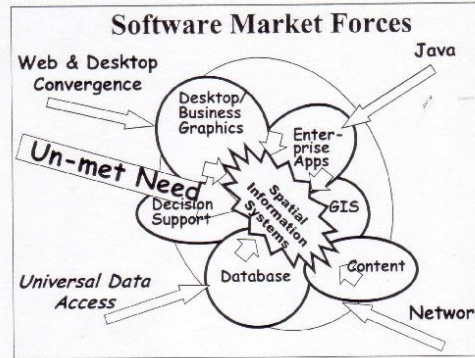 Software Market Forces
Web & Desktop
Convergence
Java
Desktop/
Business
Graphics
Enter-
prise
Apps
Un-met Need
Spatial
Information
Systems
Decision
Support
GIS
Database
Content
Universal Data
Access
Networ